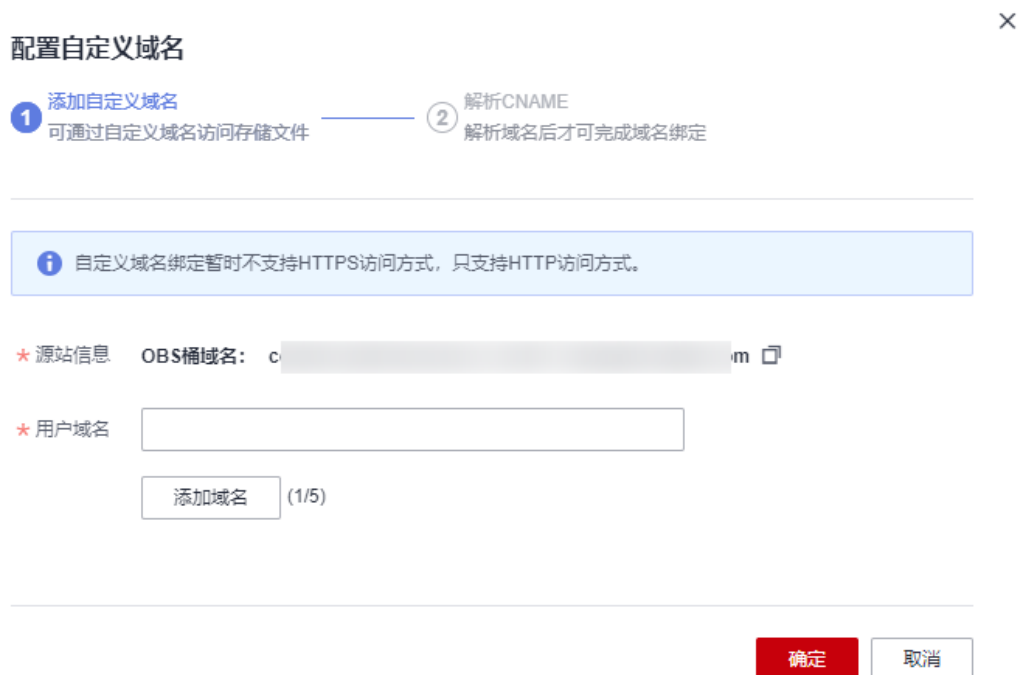 配置自定义域名
1 添加自定义域名
可通过自定义域名访问存储文件
2 解析CNAME
解析域名后才可完成域名绑定
自定义域名绑定暂时不支持HTTPS访问方式，只支持HTTP访问方式。
* 源站信息 OBS桶域名：
* 用户域名
添加域名 (1/5)
确定 取消